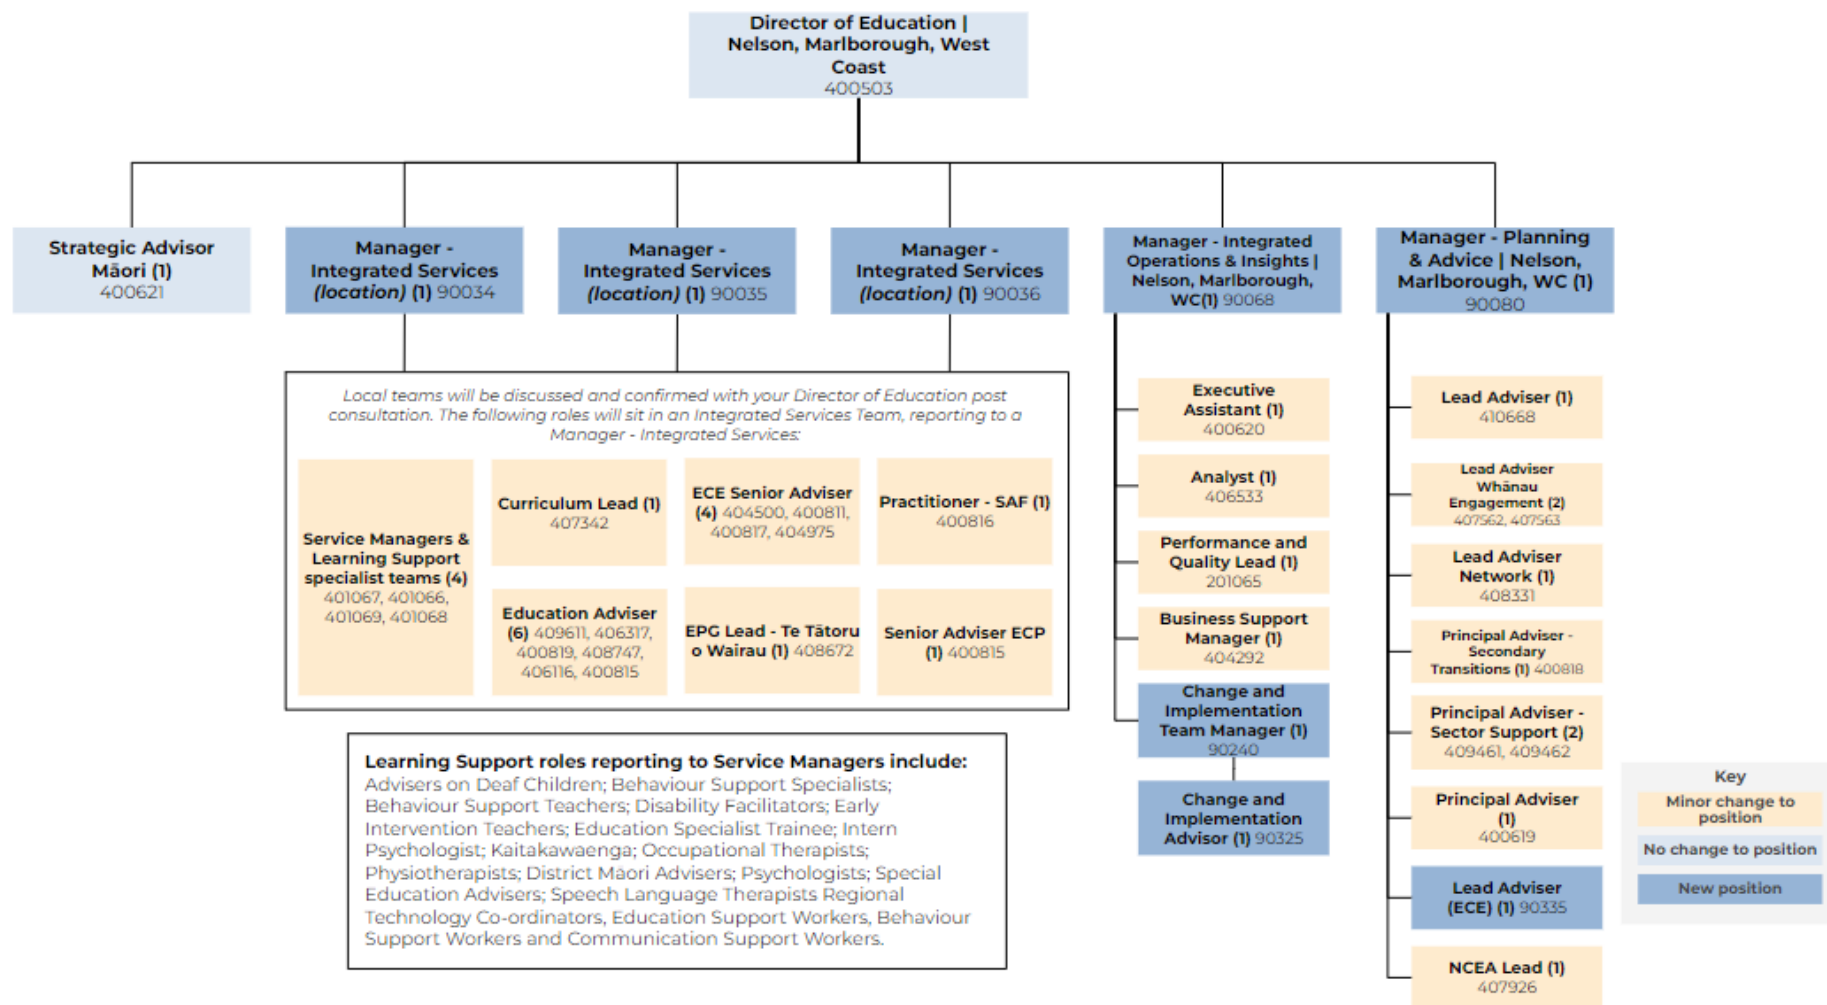 Director of Education |
Nelson, Marlborough, West
Coast
400503
Strategic Advisor
Māori (1)
400621
Manager -
Integrated Services
(location) (1) 90034
Manager -
Integrated Services
(location) (1) 90035
Manager -
Integrated Services
(location) (1) 90036
Manager - Integrated
Operations & Insights |
Nelson, Marlborough,
WC(1) 90068
Manager - Planning
& Advice | Nelson,
Marlborough, WC (1)
90080
Local teams will be discussed and confirmed with your Director of Education post
consultation. The following roles will sit in an Integrated Services Team, reporting to a
Manager - Integrated Services:
Service Managers &
Learning Support
specialist teams (4)
401067, 401066,
401069, 401068
Curriculum Lead (1)
407342
ECE Senior Adviser
(4) 404500, 400811,
400817, 404975
Practitioner - SAF (1)
400816
Education Adviser
(6) 409611, 406317,
400819, 408747,
406116, 400815
EPG Lead - Te Tātoru
o Wairau (1) 408672
Senior Adviser ECP
(1) 400815
Learning Support roles reporting to Service Managers include:
Advisers on Deaf Children; Behaviour Support Specialists;
Behaviour Support Teachers; Disability Facilitators; Early
Intervention Teachers; Education Specialist Trainee; Intern
Psychologist; Kaitakawaenga; Occupational Therapists;
Physiotherapists; District Maori Advisers; Psychologists; Special
Education Advisers; Speech Language Therapists Regional
Technology Co-ordinators, Education Support Workers, Behaviour
Support Workers and Communication Support Workers.
Executive
Assistant (1)
400620
Analyst (1)
406533
Performance and
Quality Lead (1)
201065
Business Support
Manager (1)
404292
Change and
Implementation
Team Manager (1)
90240
Change and
Implementation
Advisor (1) 90325
Lead Adviser (1)
410668
Lead Adviser
Whānau
Engagement (2)
407562, 407563
Lead Adviser
Network (1)
408331
Principal Adviser -
Secondary
Transitions (1) 400818
Principal Adviser -
Sector Support (2)
409461, 409462
Principal Adviser
(1)
400619
Lead Adviser
(ECE) (1) 90335
NCEA Lead (1)
407926
Key
Minor change to
position
No change to position
New position